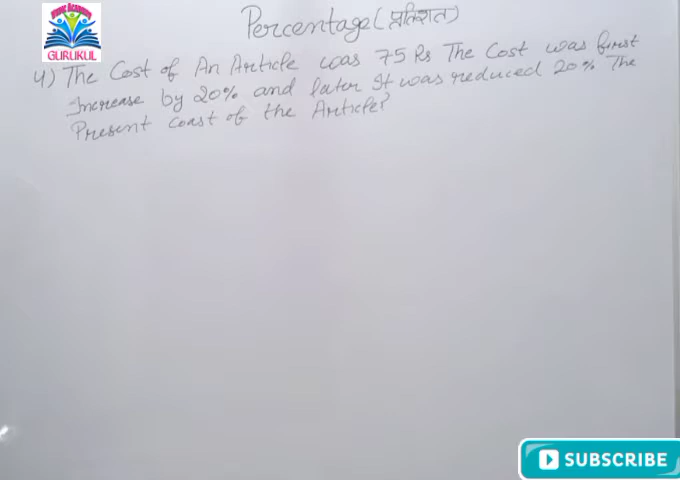 Percentage (प्रतिशत)
GURUKUL
4) The Cost of An Article was 75 Rs The Cost was first
Increase by 20% and later It was reduced 20% The
Present coast of the Article?
SUBSCRIBE